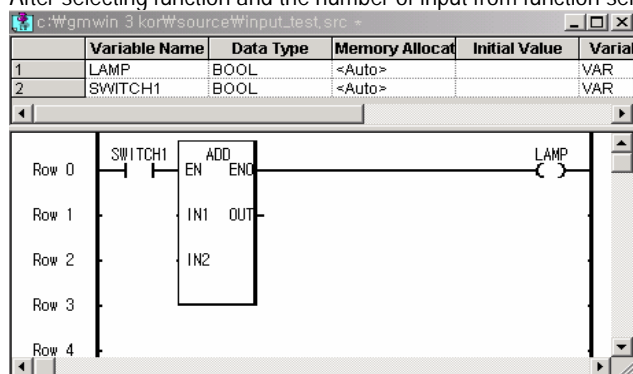 After selecting function and the number of input from function sel
c:₩gmwin 3 kor₩source₩input_test.src *
Variable Name Data Type Memory Allocat Initial Value Varial
1 LAMP BOOL <Auto> VAR
2 SWITCH1 BOOL <Auto> VAR
SWITCH1 ADD LAMP
Row 0 EN ENO
Row 1 IN1 OUT
Row 2 IN2
Row 3
Row 4